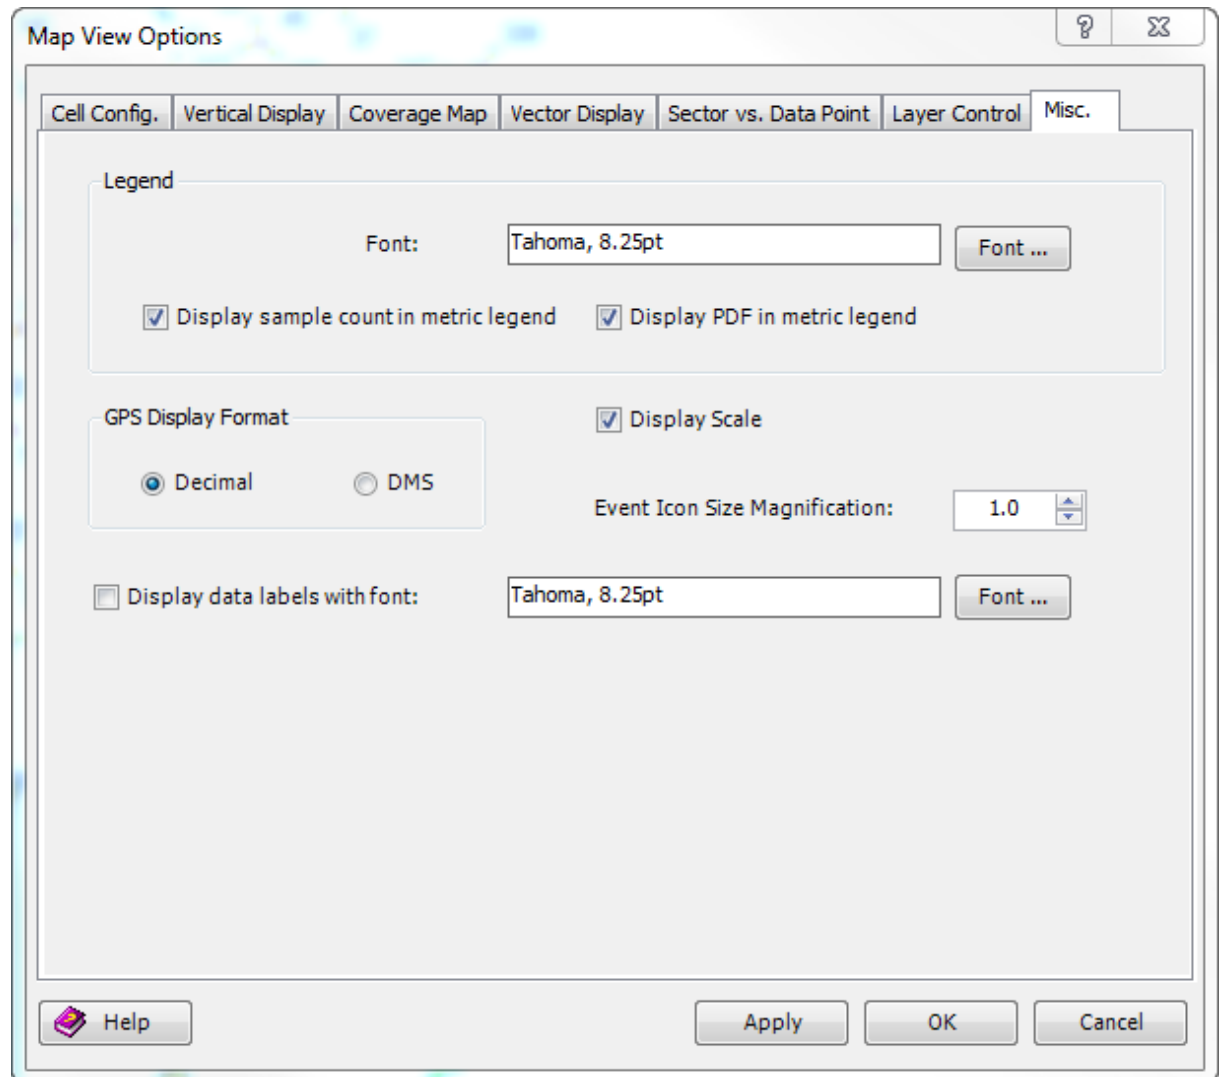 Map View Options
Cell Config. Vertical Display Coverage Map Vector Display Sector vs. Data Point Layer Control Misc.
Legend
Font: Tahoma, 8.25pt Font ...
Display sample count in metric legend Display PDF in metric legend
GPS Display Format Display Scale
Decimal DMS
Event Icon Size Magnification: 1.0
Display data labels with font: Tahoma, 8.25pt Font ...
Help Apply OK Cancel